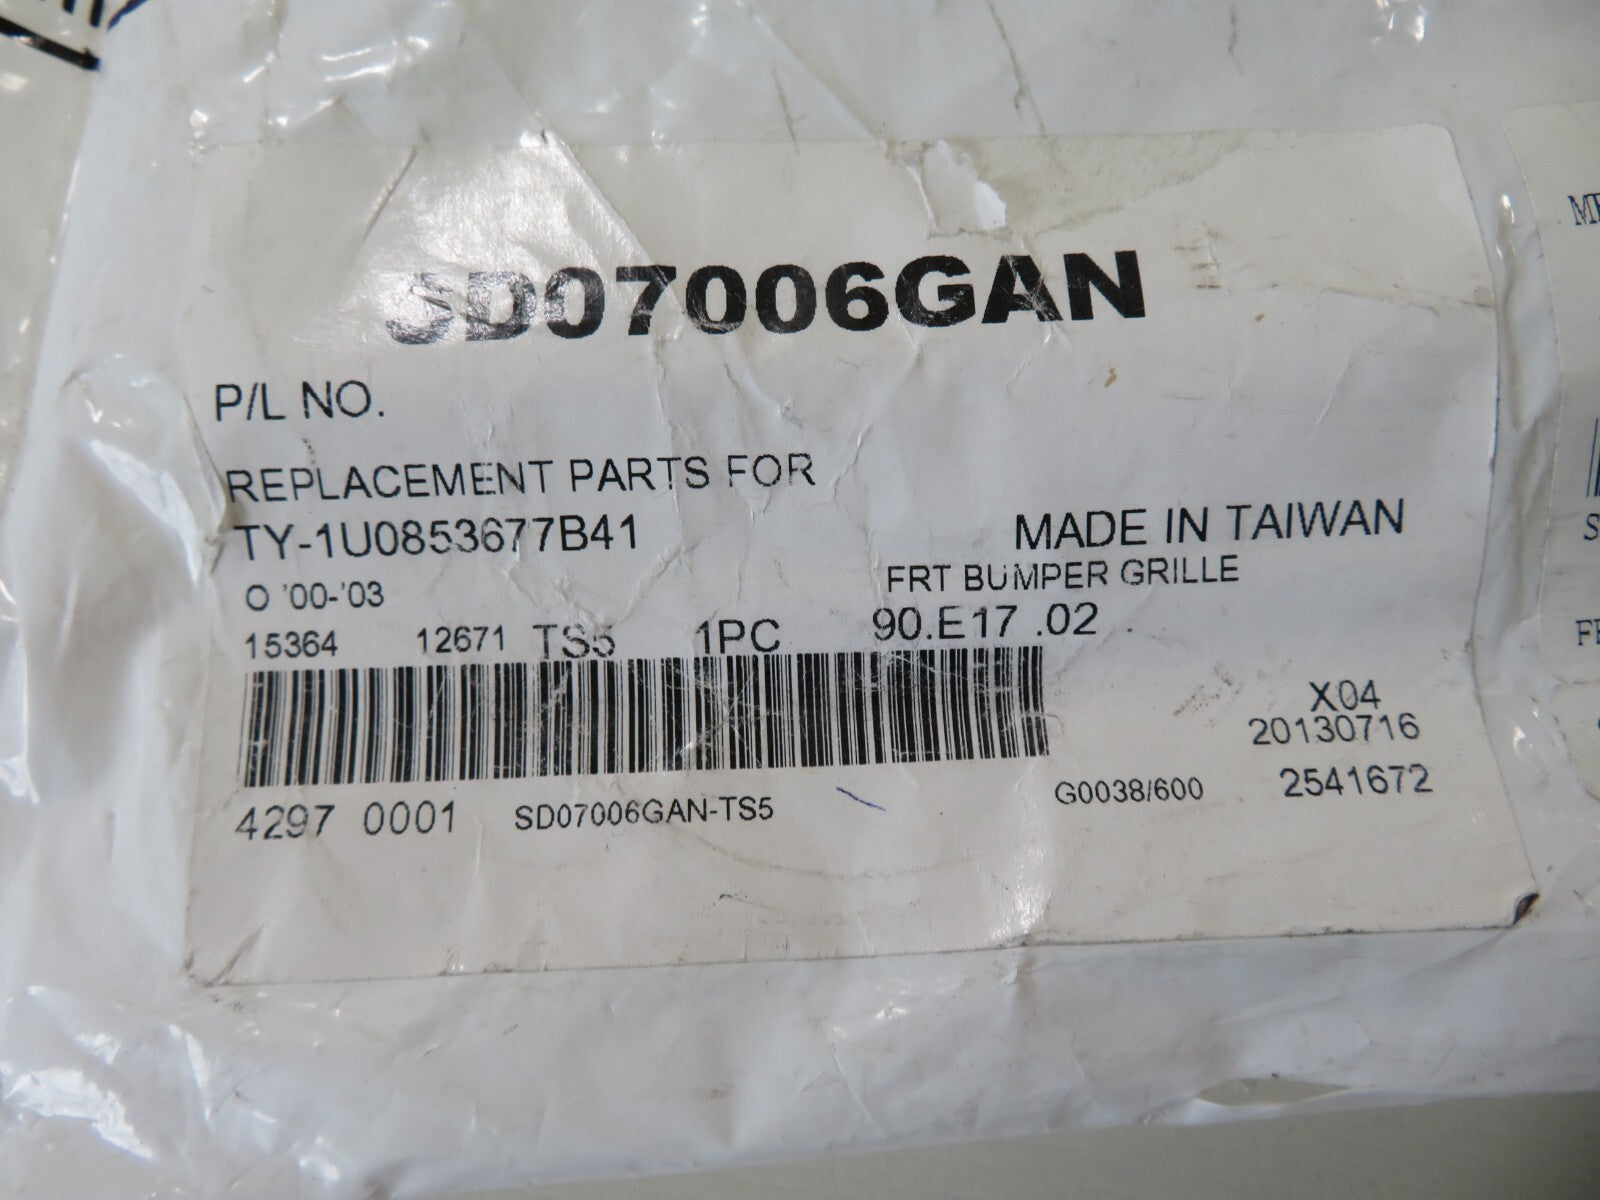 SD07006GAN
P/L NO.
REPLACEMENT PARTS FOR
TY-1U0853677B41
MADE IN TAIWAN
O '00-'03
FRT BUMPER GRILLE
15364 12671 TS5 1PC 90.E17 .02
X04
20130716
4297 0001 SD07006GAN-TS5 G0038/600 2541672